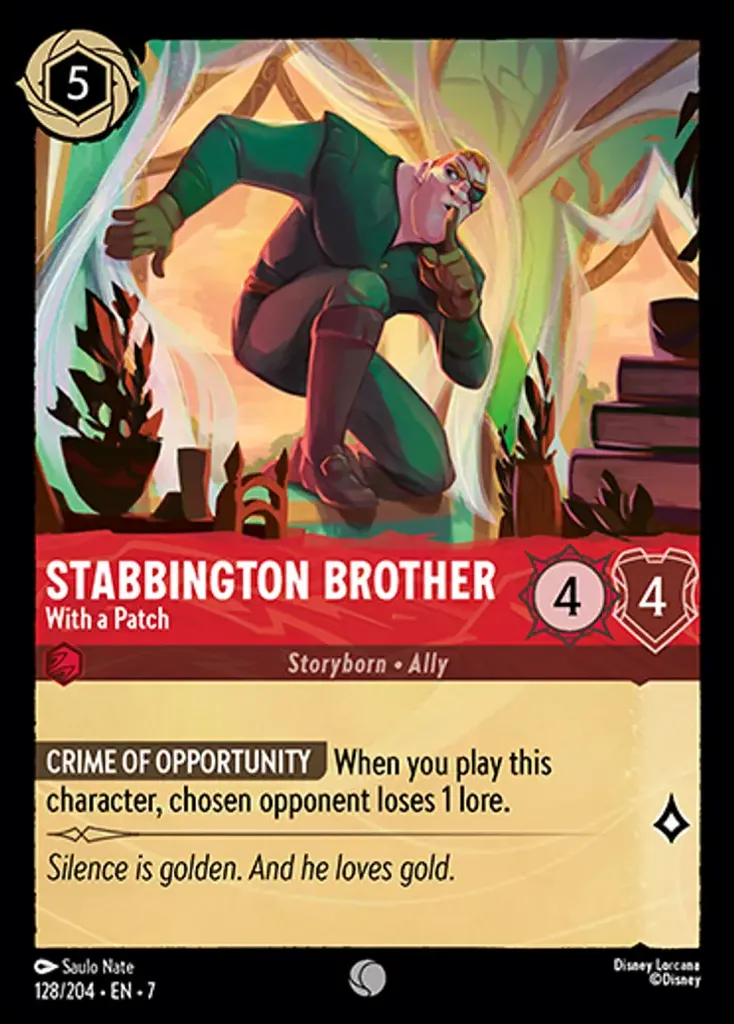 5
STABBINGTON BROTHER
With a Patch
4
4
Storyborn • Ally
CRIME OF OPPORTUNITY When you play this
character, chosen opponent loses 1 lore.
Silence is golden. And he loves gold.
Saulo Nate
128/204 • EN • 7
Disney Lorcana
©Disney